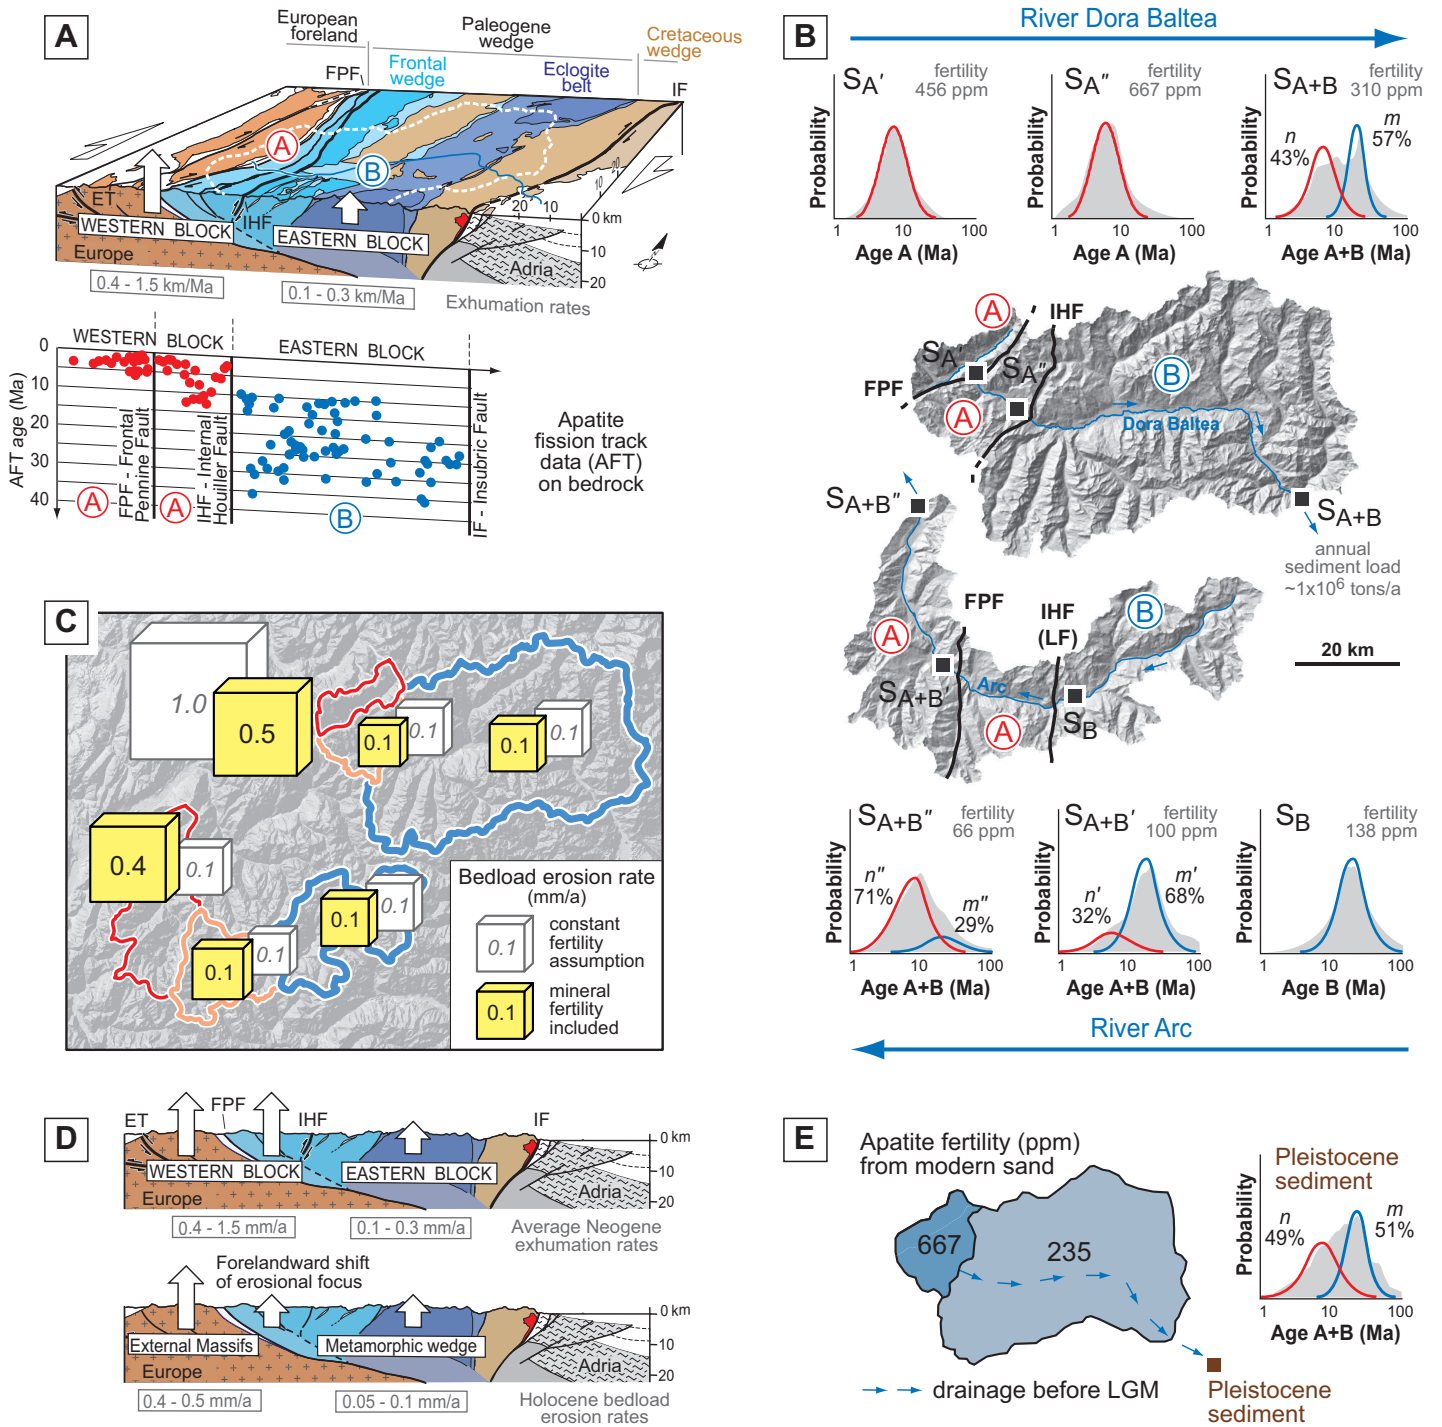 A
European
foreland
Paleogene
wedge
Cretaceous
wedge
FPF
Frontal
wedge
Eclogite
belt
IF
A
B
ET
IHF
WESTERN BLOCK
EASTERN BLOCK
Europe
Adria
20 10
10 20
0 km
10
20
0.4 - 1.5 km/Ma
0.1 - 0.3 km/Ma
Exhumation rates
WESTERN BLOCK
EASTERN BLOCK
AFT age (Ma)
0
10
20
30
40
FPF - Frontal
Pennine Fault
IHF - Internal
Houiller Fault
IF - Insubric Fault
A
A
B
Apatite
fission track
data (AFT)
on bedrock
B
River Dora Baltea
SA′
fertility
456 ppm
Probability
1 10 100
Age A (Ma)
SA″
fertility
667 ppm
Probability
1 10 100
Age A (Ma)
SA+B
fertility
310 ppm
n
43%
m
57%
Probability
1 10 100
Age A+B (Ma)
A
IHF
SA′
SA″
B
FPF
A
Dora Baltea
SA+B″
SA+B
annual
sediment load
~1x10⁶ tons/a
FPF
IHF
(LF)
B
A
SA+B′
Arc
SB
A
20 km
SA+B″
fertility
66 ppm
n″
71%
m″
29%
Probability
1 10 100
Age A+B (Ma)
SA+B′
fertility
100 ppm
n′
32%
m′
68%
Probability
1 10 100
Age A+B (Ma)
SB
fertility
138 ppm
Probability
1 10 100
Age B (Ma)
River Arc
C
1.0
0.5
0.1
0.1
0.1
0.1
0.4
0.1
0.1
0.1
0.1
0.1
Bedload erosion rate
(mm/a)
0.1
constant
fertility
assumption
0.1
mineral
fertility
included
D
ET
FPF
IHF
IF
WESTERN BLOCK
EASTERN BLOCK
Europe
Adria
0 km
10
20
0.4 - 1.5 mm/a
0.1 - 0.3 mm/a
Average Neogene
exhumation rates
Forelandward shift
of erosional focus
External Massifs
Metamorphic wedge
Europe
Adria
0 km
10
20
0.4 - 0.5 mm/a
0.05 - 0.1 mm/a
Holocene bedload
erosion rates
E
Apatite fertility (ppm)
from modern sand
667
235
drainage before LGM
Pleistocene
sediment
Pleistocene
sediment
n
49%
m
51%
Probability
1 10 100
Age A+B (Ma)